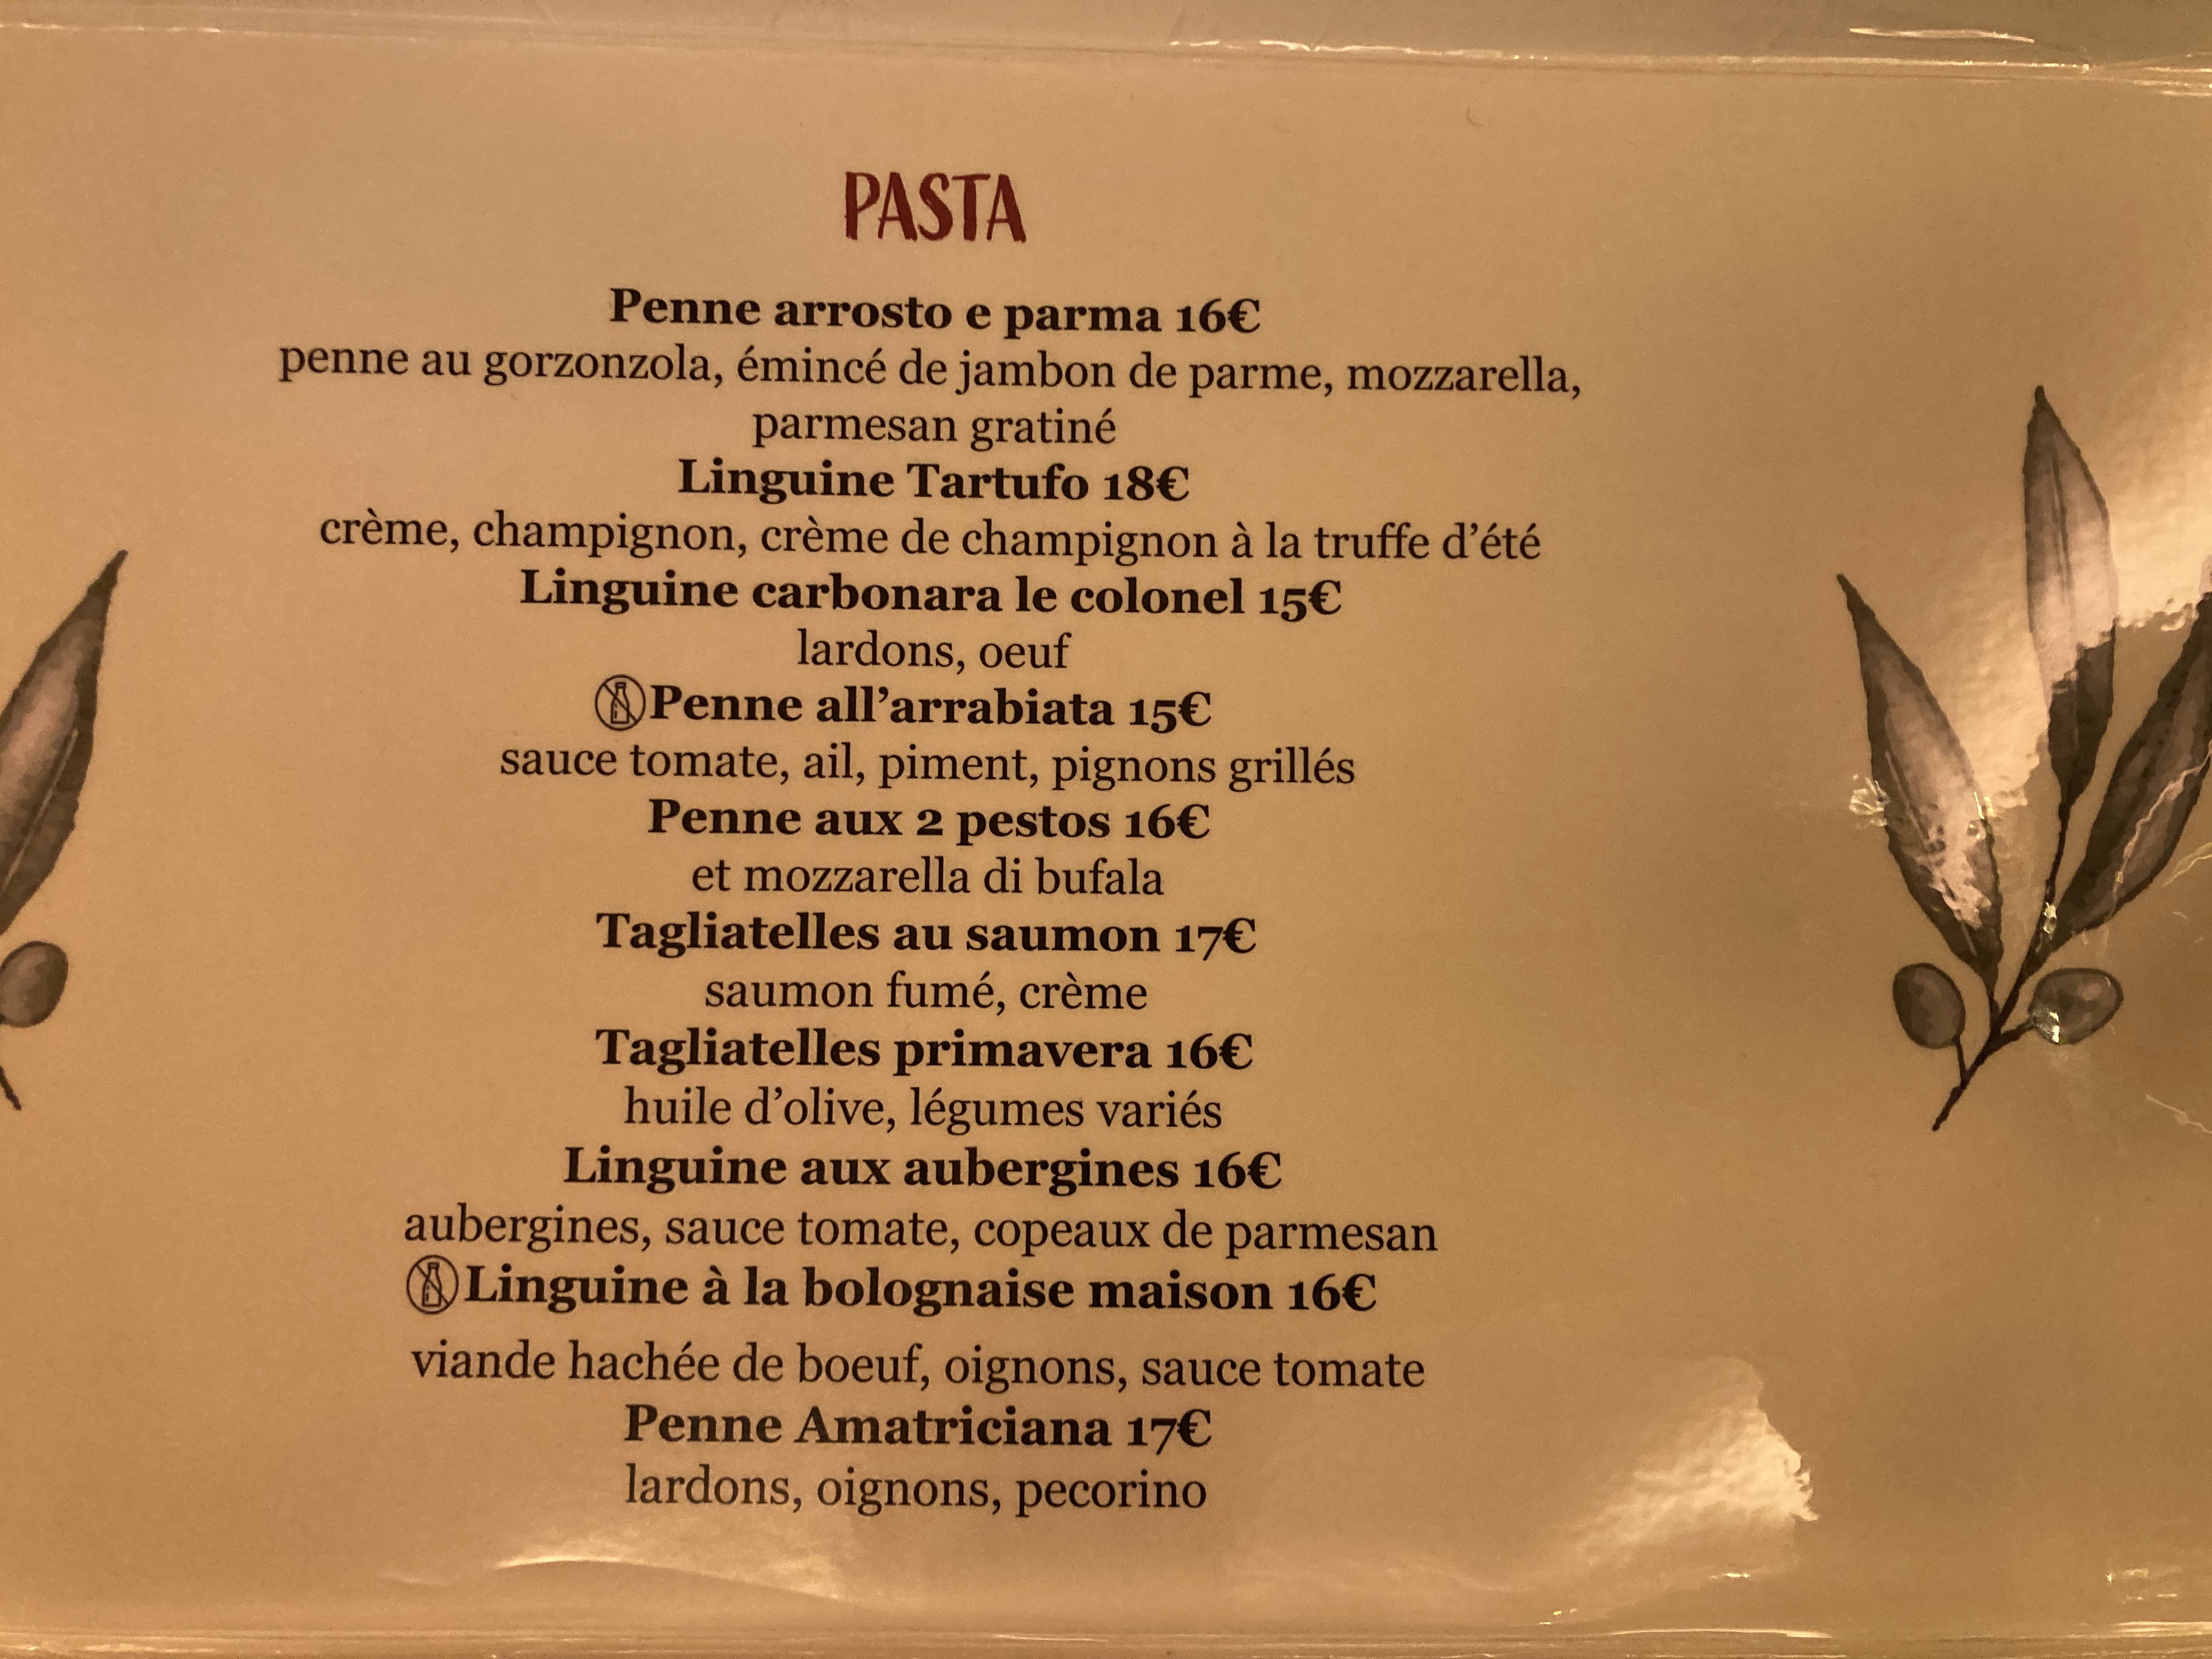 PASTA
Penne arrosto e parma 16€
penne au gorzonzola, émincé de jambon de parme, mozzarella,
parmesan gratiné
Linguine Tartufo 18€
crème, champignon, crème de champignon à la truffe d'été
Linguine carbonara le colonel 15€
lardons, oeuf
Penne all'arrabiata 15€
sauce tomate, ail, piment, pignons grillés
Penne aux 2 pestos 16€
et mozzarella di bufala
Tagliatelles au saumon 17€
saumon fumé, crème
Tagliatelles primavera 16€
huile d'olive, légumes variés
Linguine aux aubergines 16€
aubergines, sauce tomate, copeaux de parmesan
Linguine à la bolognaise maison 16€
viande hachée de boeuf, oignons, sauce tomate
Penne Amatriciana 17€
lardons, oignons, pecorino